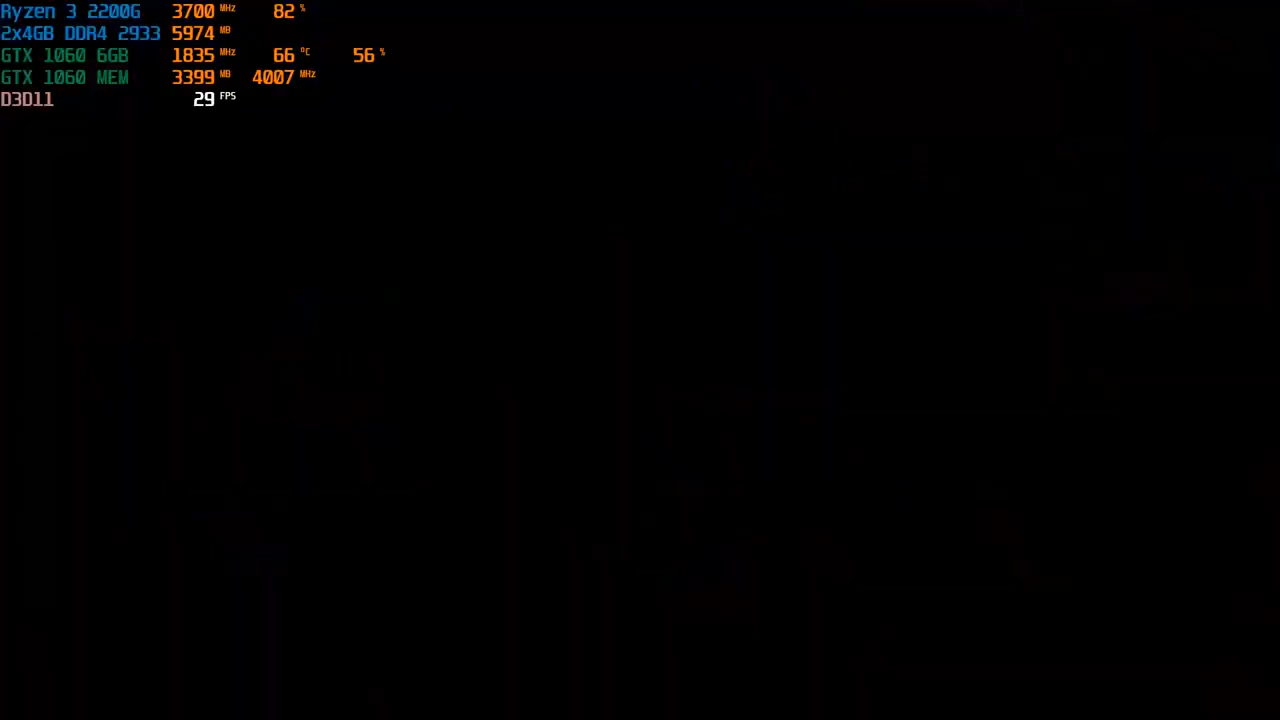 Ryzen 3 2200G 3700 MHz 82 %
2x4GB DDR4 2933 5974 MB
GTX 1060 6GB 1835 MHz 66 °C 56 %
GTX 1060 MEM 3399 MB 4007 MHz
D3D11 29 FPS